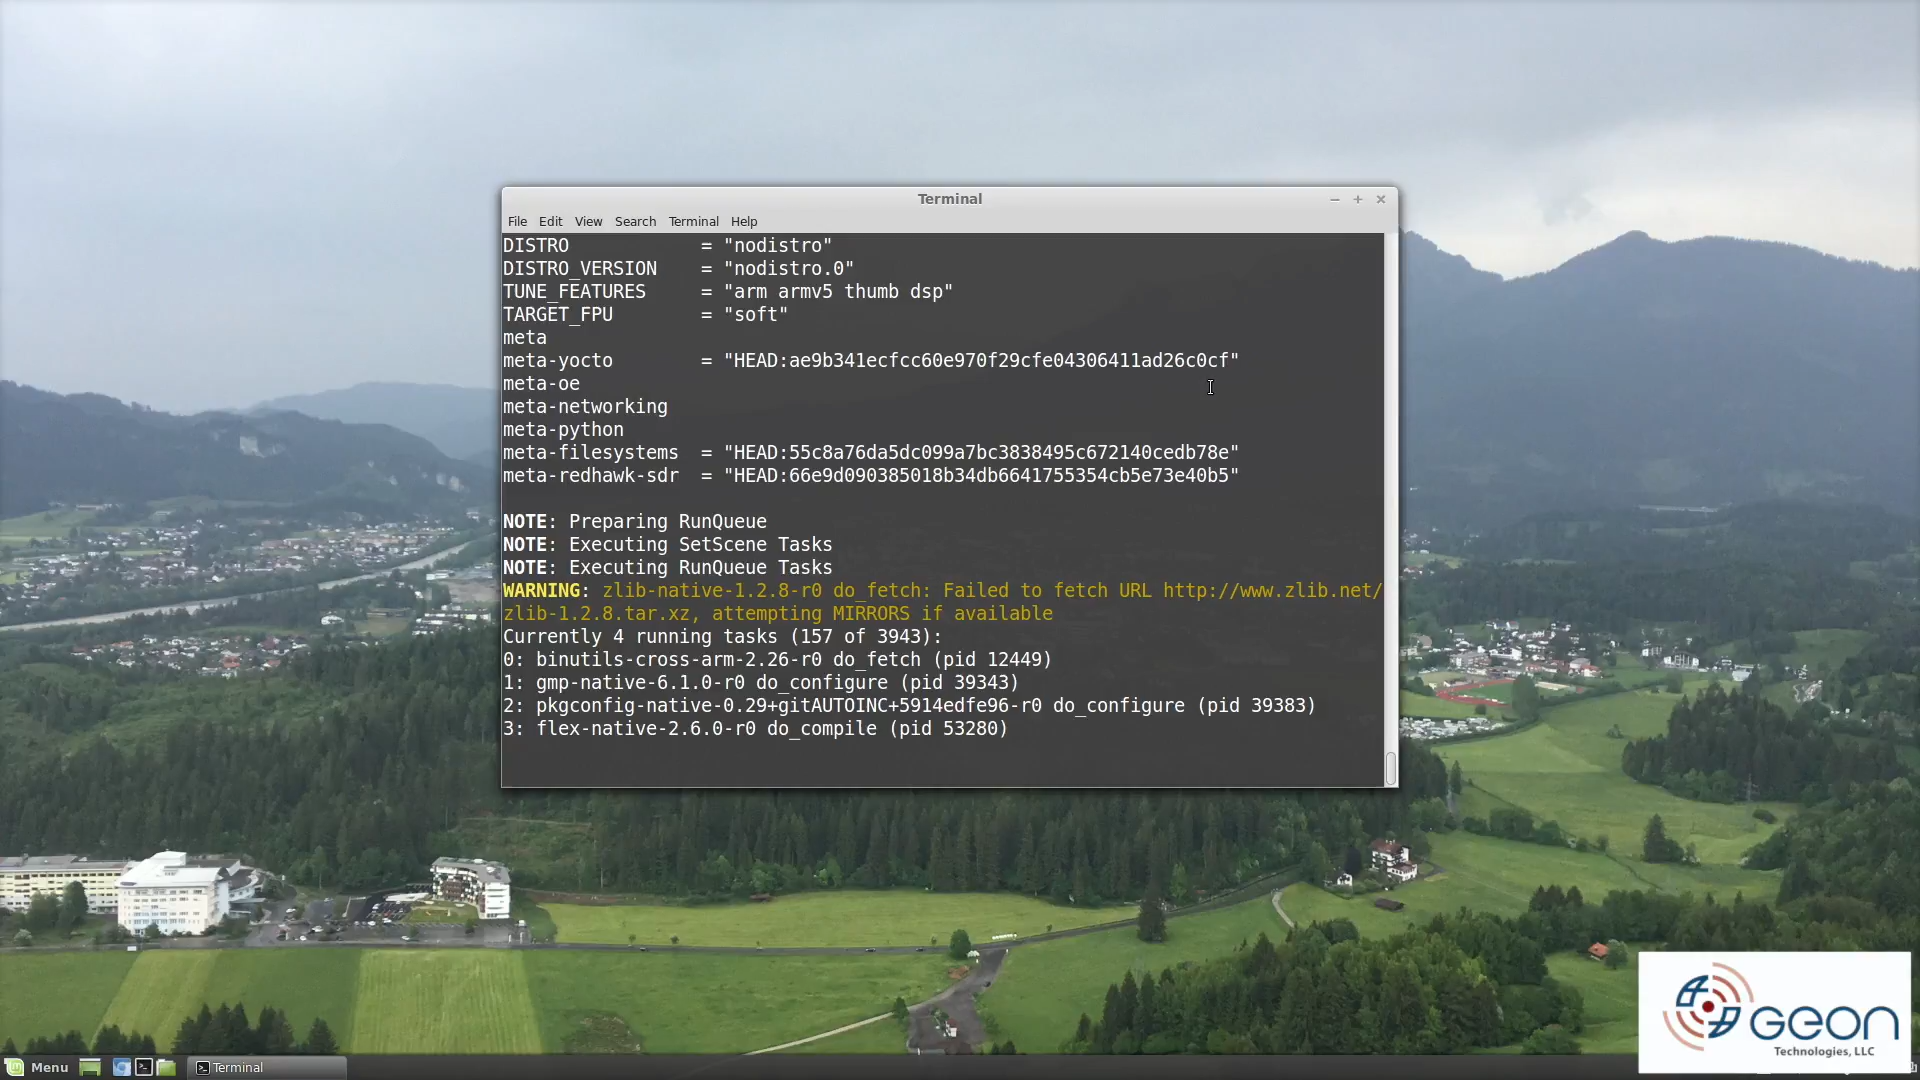 Terminal
File Edit View Search Terminal Help
DISTRO = "nodistro"
DISTRO_VERSION = "nodistro.0"
TUNE_FEATURES = "arm armv5 thumb dsp"
TARGET_FPU = "soft"
meta
meta-yocto = "HEAD:ae9b341ecfcc60e970f29cfe04306411ad26c0cf"
meta-oe
meta-networking
meta-python
meta-filesystems = "HEAD:55c8a76da5dc099a7bc3838495c672140cedb78e"
meta-redhawk-sdr = "HEAD:66e9d090385018b34db6641755354cb5e73e40b5"
NOTE: Preparing RunQueue
NOTE: Executing SetScene Tasks
NOTE: Executing RunQueue Tasks
WARNING: zlib-native-1.2.8-r0 do_fetch: Failed to fetch URL http://www.zlib.net/
zlib-1.2.8.tar.xz, attempting MIRRORS if available
Currently 4 running tasks (157 of 3943):
0: binutils-cross-arm-2.26-r0 do_fetch (pid 12449)
1: gmp-native-6.1.0-r0 do_configure (pid 39343)
2: pkgconfig-native-0.29+gitAUTOINC+5914edfe96-r0 do_configure (pid 39383)
3: flex-native-2.6.0-r0 do_compile (pid 53280)
GEON
Technologies, LLC
Menu Terminal